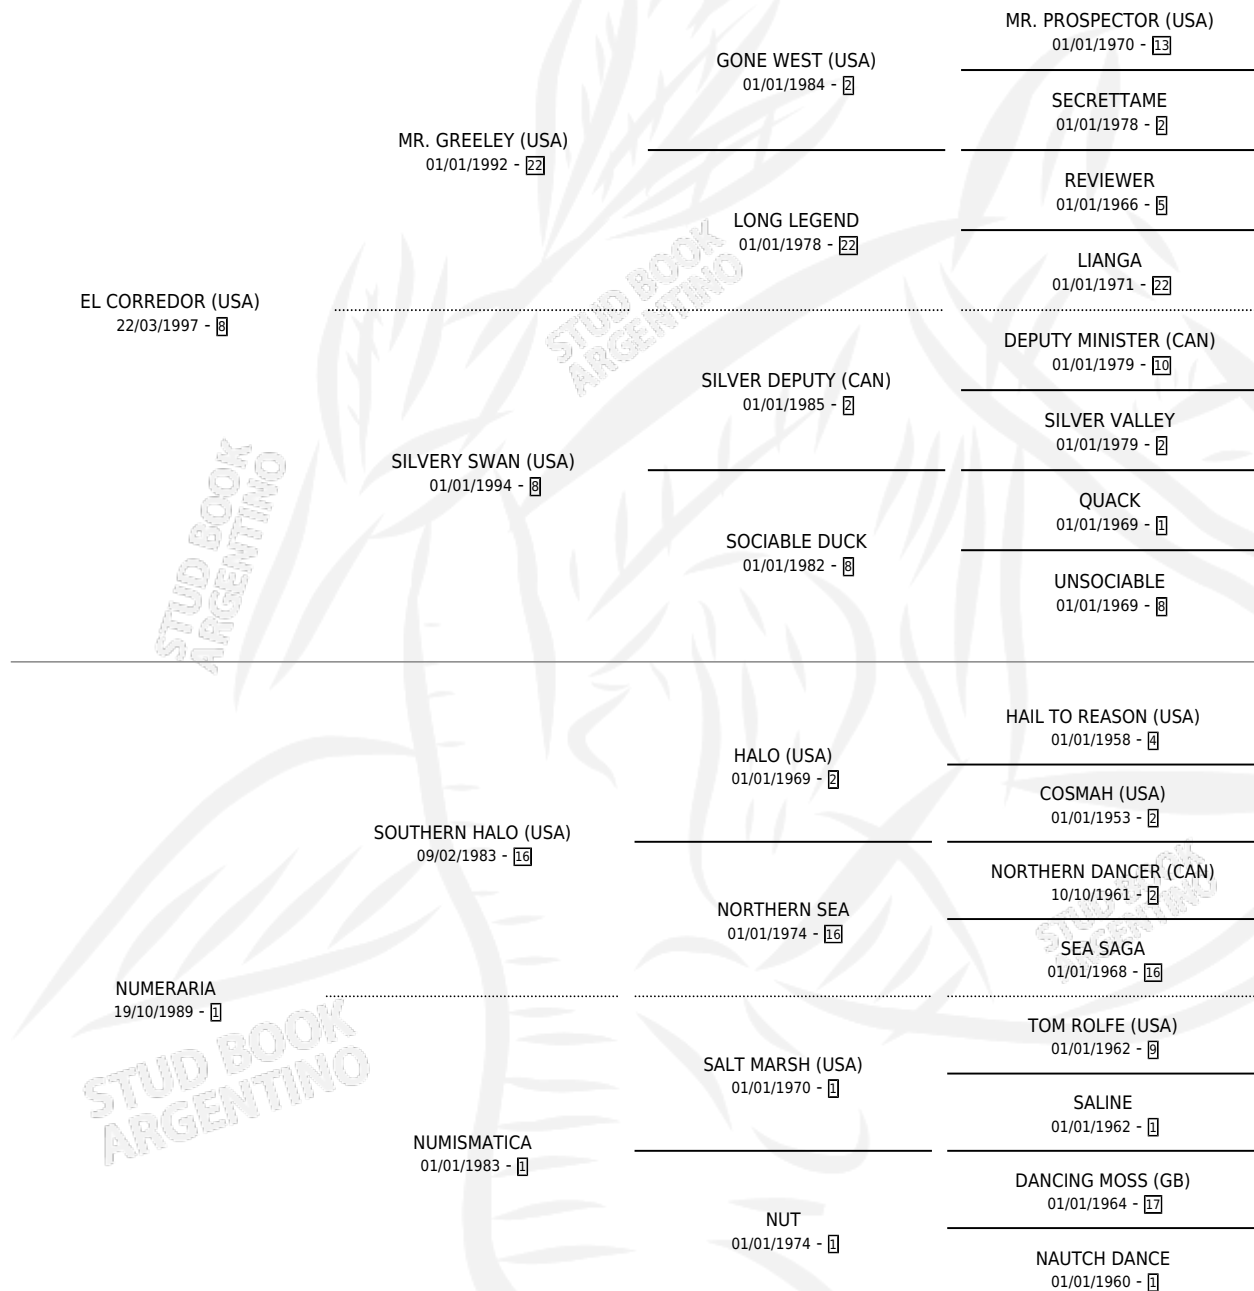 EL CORREDOR (USA)
22/03/1997 - 8
MR. GREELEY (USA)
01/01/1992 - 22
SILVERY SWAN (USA)
01/01/1994 - 8
GONE WEST (USA)
01/01/1984 - 2
LONG LEGEND
01/01/1978 - 22
SILVER DEPUTY (CAN)
01/01/1985 - 2
SOCIABLE DUCK
01/01/1982 - 8
MR. PROSPECTOR (USA)
01/01/1970 - 13
SECRETTAME
01/01/1978 - 2
REVIEWER
01/01/1966 - 5
LIANGA
01/01/1971 - 22
DEPUTY MINISTER (CAN)
01/01/1979 - 10
SILVER VALLEY
01/01/1979 - 2
QUACK
01/01/1969 - 1
UNSOCIABLE
01/01/1969 - 8
NUMERARIA
19/10/1989 - 1
SOUTHERN HALO (USA)
09/02/1983 - 16
NUMISMATICA
01/01/1983 - 1
HALO (USA)
01/01/1969 - 2
NORTHERN SEA
01/01/1974 - 16
SALT MARSH (USA)
01/01/1970 - 1
NUT
01/01/1974 - 1
HAIL TO REASON (USA)
01/01/1958 - 4
COSMAH (USA)
01/01/1953 - 2
NORTHERN DANCER (CAN)
10/10/1961 - 2
SEA SAGA
01/01/1968 - 16
TOM ROLFE (USA)
01/01/1962 - 9
SALINE
01/01/1962 - 1
DANCING MOSS (GB)
01/01/1964 - 17
NAUTCH DANCE
01/01/1960 - 1
STUD BOOK
ARGENTINO
STUD BOOK
ARGENTINO
STUD BOOK
ARGENTINO
STUD BOOK
ARGENTINO